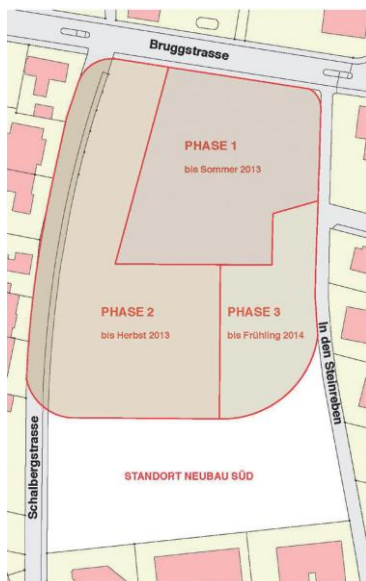 Bruggstrasse
PHASE 1
bis Sommer 2013
PHASE 2
bis Herbst 2013
PHASE 3
bis Frühling 2014
In den Steinreben
Schalbergstrasse
STANDORT NEUBAU SÜD